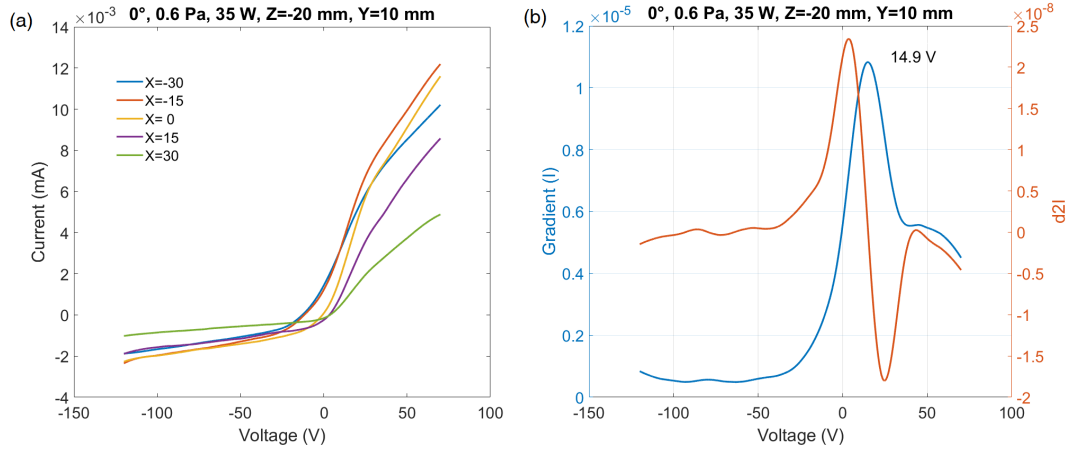 (a)
×10⁻³
0°, 0.6 Pa, 35 W, Z=-20 mm, Y=10 mm
14
12
10
8
6
4
2
0
-2
-4
Current (mA)
X=-30
X=-15
X= 0
X=15
X=30
-150
-100
-50
0
50
100
Voltage (V)
(b)
×10⁻⁵
0°, 0.6 Pa, 35 W, Z=-20 mm, Y=10 mm
×10⁻⁸
1.2
1
0.8
0.6
0.4
0.2
0
Gradient (I)
14.9 V
2.5
2
1.5
1
0.5
0
-0.5
-1
-1.5
-2
d2I
-150
-100
-50
0
50
100
Voltage (V)